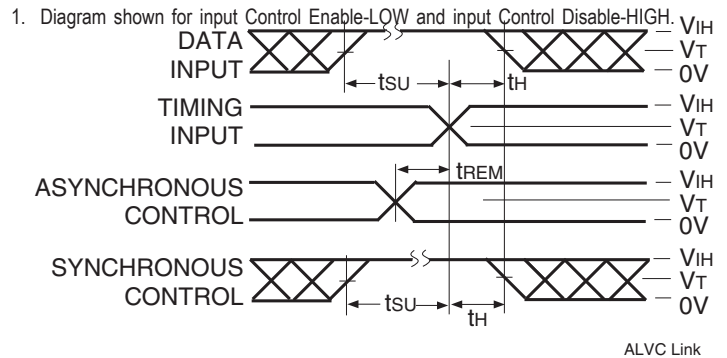 1. Diagram shown for input Control Enable-LOW and input Control Disable-HIGH.
DATA
INPUT
tSU
tH
VIH
VT
0V
TIMING
INPUT
VIH
VT
0V
tREM
ASYNCHRONOUS
CONTROL
VIH
VT
0V
SYNCHRONOUS
CONTROL
tSU
tH
VIH
VT
0V
ALVC Link